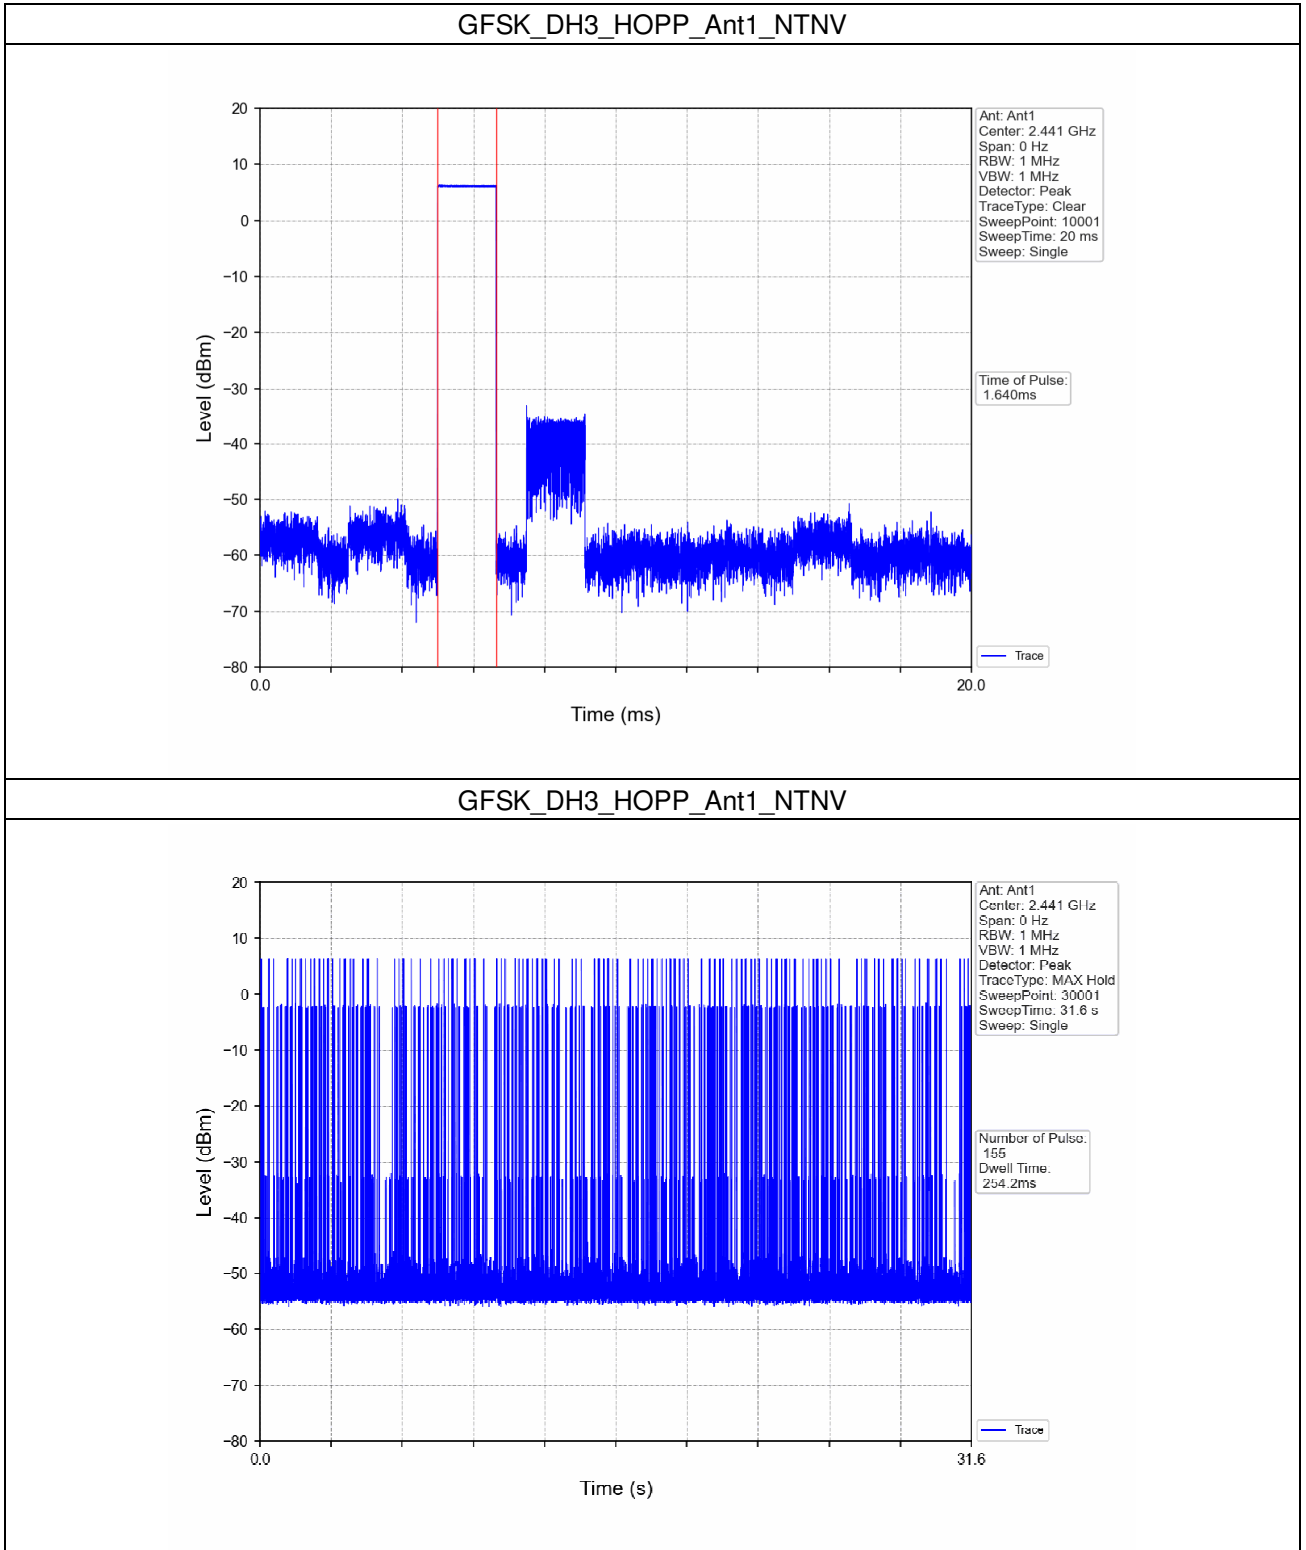 GFSK_DH3_HOPP_Ant1_NTNV
20
10
0
−10
−20
−30
−40
−50
−60
−70
−80
Level (dBm)
0.0
20.0
Time (ms)
Ant: Ant1
Center: 2.441 GHz
Span: 0 Hz
RBW: 1 MHz
VBW: 1 MHz
Detector: Peak
TraceType: Clear
SweepPoint: 10001
SweepTime: 20 ms
Sweep: Single
Time of Pulse:
1.640ms
Trace
GFSK_DH3_HOPP_Ant1_NTNV
20
10
0
−10
−20
−30
−40
−50
−60
−70
−80
Level (dBm)
0.0
31.6
Time (s)
Ant: Ant1
Center: 2.441 GHz
Span: 0 Hz
RBW: 1 MHz
VBW: 1 MHz
Detector: Peak
TraceType: MAX Hold
SweepPoint: 30001
SweepTime: 31.6 s
Sweep: Single
Number of Pulse:
155
Dwell Time:
254.2ms
Trace